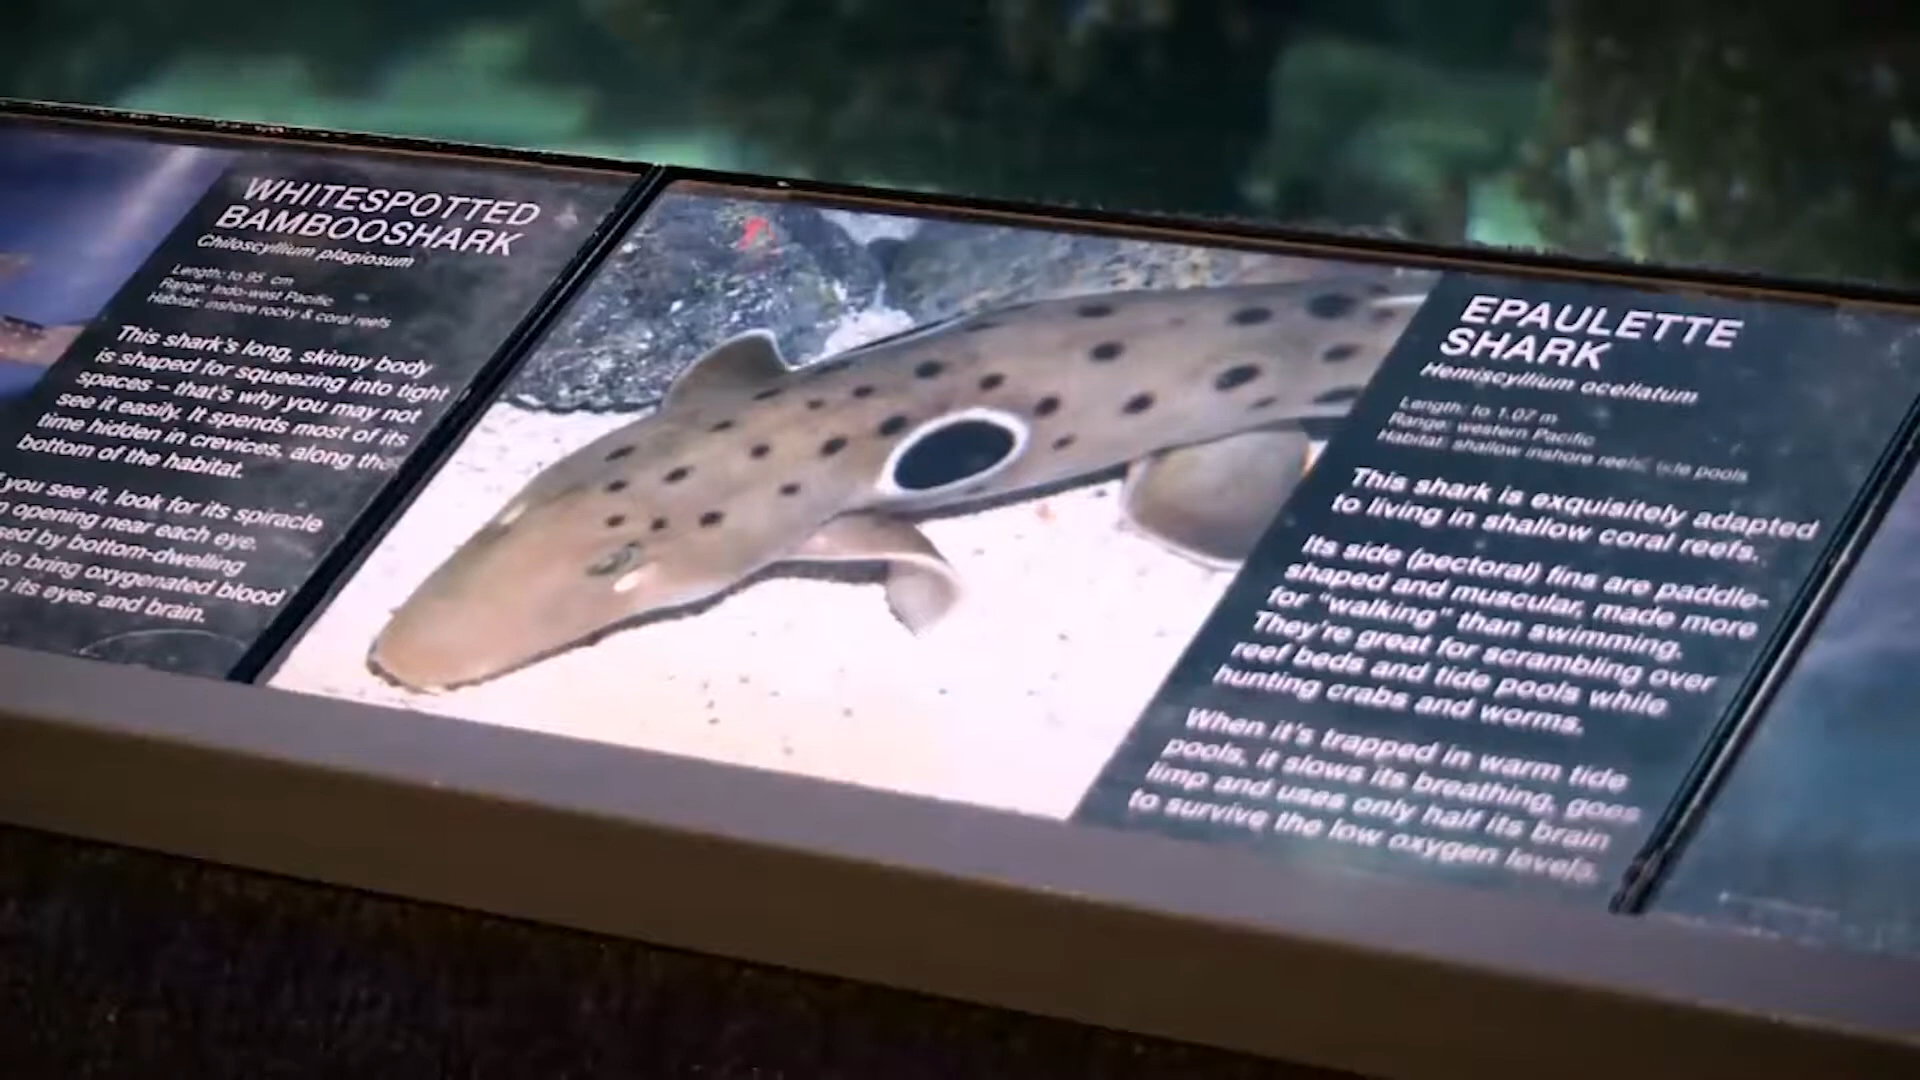 WHITESPOTTED
BAMBOOSHARK
Chiloscyllium plagiosum
Length: to 95 cm
Range: Indo-west Pacific
Habitat: inshore rocky & coral reefs
This shark's long, skinny body
is shaped for squeezing into tight
spaces – that's why you may not
see it easily. It spends most of its
time hidden in crevices, along the
bottom of the habitat.
you see it, look for its spiracle
opening near each eye.
by bottom-dwelling
to bring oxygenated blood
its eyes and brain.
EPAULETTE
SHARK
Hemiscyllium ocellatum
Length: to 1.07 m
Range: western Pacific
Habitat: shallow inshore reefs, tide pools
This shark is exquisitely adapted
to living in shallow coral reefs.
Its side (pectoral) fins are paddle-
shaped and muscular, made more
for "walking" than swimming.
They're great for scrambling over
reef beds and tide pools while
hunting crabs and worms.
When it's trapped in warm tide
pools, it slows its breathing, goes
limp and uses only half its brain
to survive the low oxygen levels.